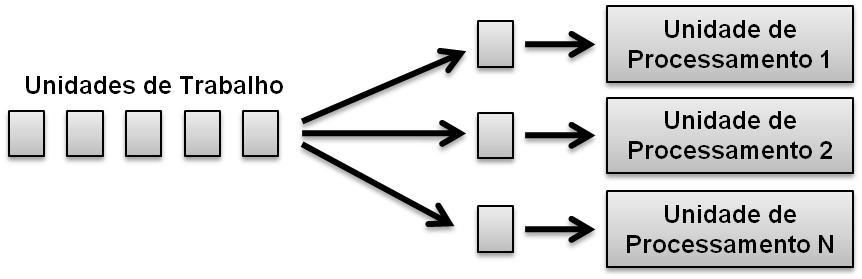 Unidades de Trabalho
Unidade de
Processamento 1
Unidade de
Processamento 2
Unidade de
Processamento N